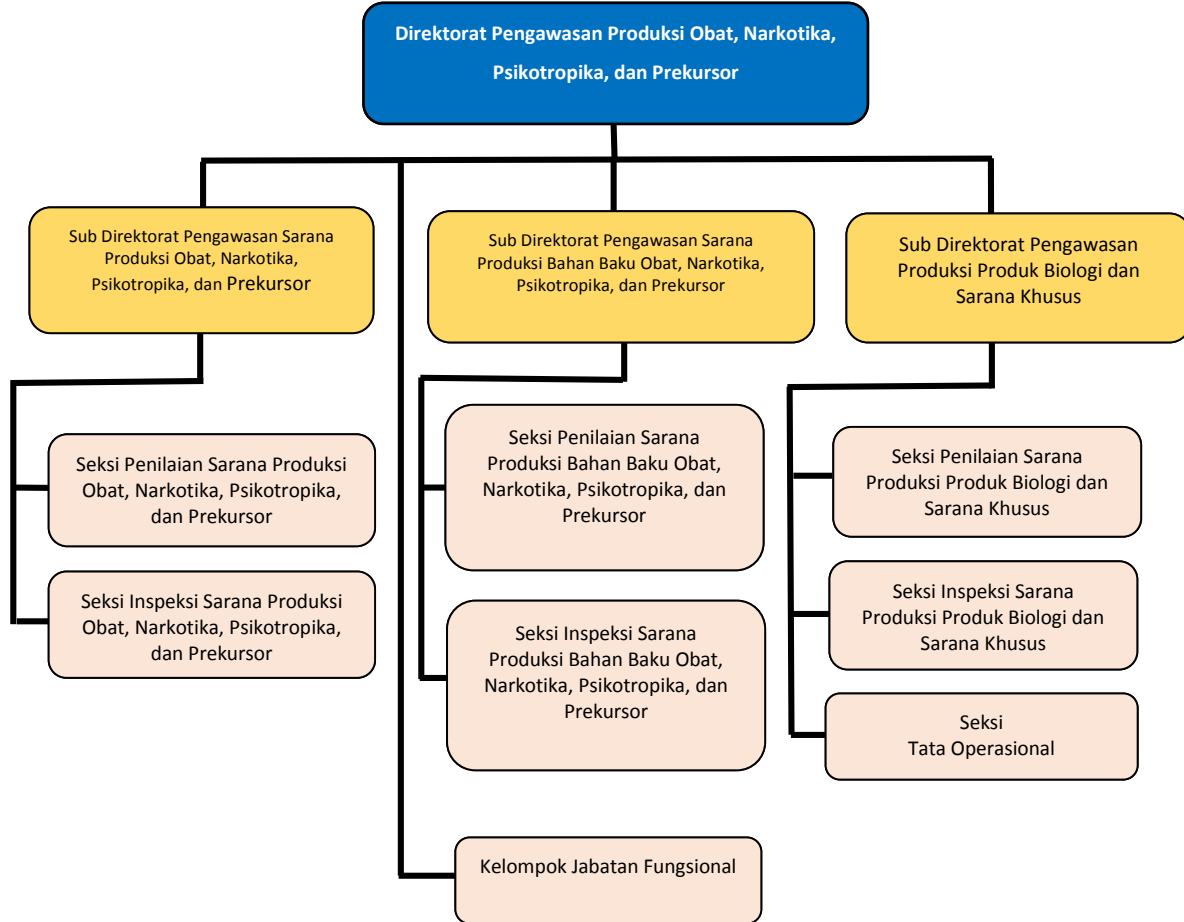 Direktorat Pengawasan Produksi Obat, Narkotika,
Psikotropika, dan Prekursor
Sub Direktorat Pengawasan Sarana
Produksi Obat, Narkotika,
Psikotropika, dan Prekursor
Sub Direktorat Pengawasan Sarana
Produksi Bahan Baku Obat, Narkotika,
Psikotropika, dan Prekursor
Sub Direktorat Pengawasan
Produksi Produk Biologi dan
Sarana Khusus
Seksi Penilaian Sarana Produksi
Obat, Narkotika, Psikotropika,
dan Prekursor
Seksi Inspeksi Sarana Produksi
Obat, Narkotika, Psikotropika,
dan Prekursor
Seksi Penilaian Sarana
Produksi Bahan Baku Obat,
Narkotika, Psikotropika, dan
Prekursor
Seksi Inspeksi Sarana
Produksi Bahan Baku Obat,
Narkotika, Psikotropika, dan
Prekursor
Seksi Penilaian Sarana
Produksi Produk Biologi dan
Sarana Khusus
Seksi Inspeksi Sarana
Produksi Produk Biologi dan
Sarana Khusus
Seksi
Tata Operasional
Kelompok Jabatan Fungsional